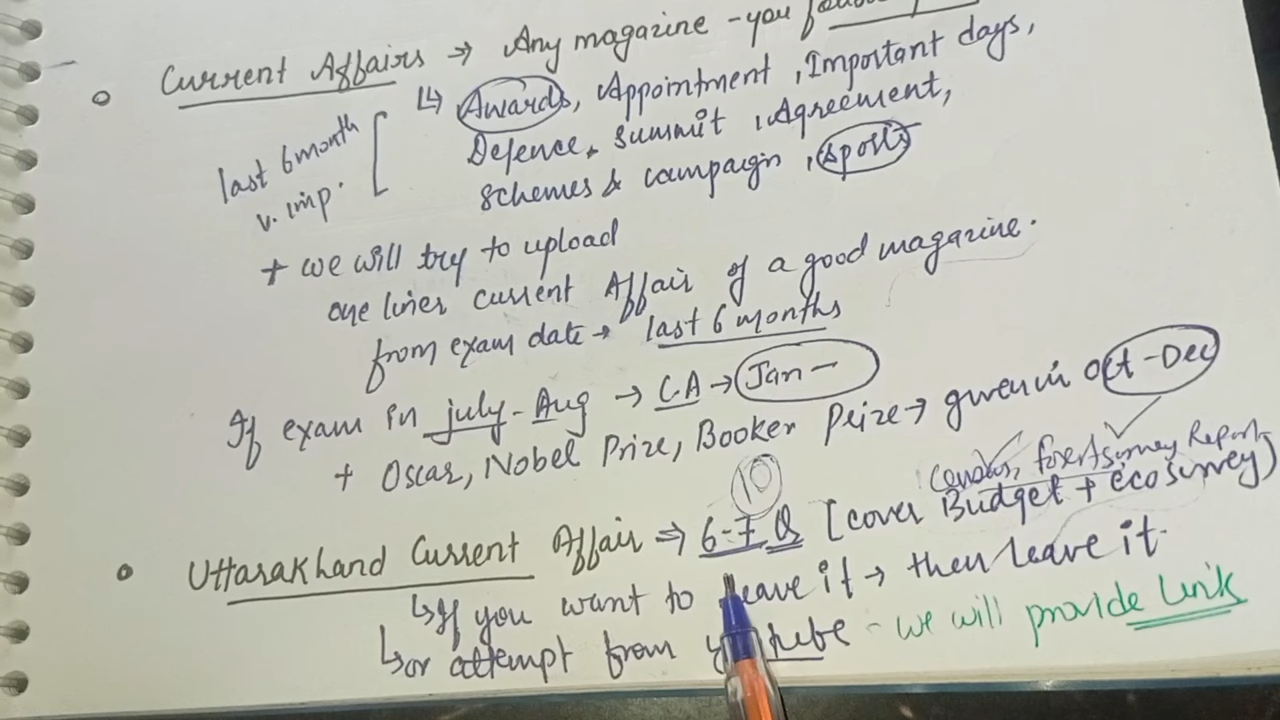 Current Affairs → Any magazine - you
↳ Awards, Appointment, Important days,
last 6 month
v. imp.
Defence, Summit, Agreement,
Schemes & campaign, sports
+ we will try to upload
one liner current Affair of a good magazine.
from exam date → last 6 months
If exam in july - Aug → CA → Jan —
+ Oscar, Nobel Prize, Booker Prize → given in Oct - Dec
10
Census, forest survey Report
Uttarakhand Current Affair ⇒ 6-7 Q [cover Budget + eco survey)
↳ If you want to leave it → then leave it.
↳ or attempt from - we will provide Link